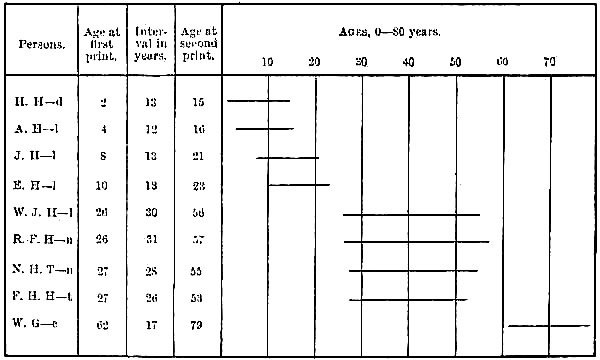 Persons.
Age at
first
print.
Inter-
val in
years.
Age at
second
print.
AGES, 0—80 years.
10 20 30 40 50 60 70
H. H—d 2 13 15
A. H—l 4 12 16
J. H—l 8 13 21
E. H—l 10 13 23
W. J. H—l 26 30 56
R. F. H—n 26 31 57
N. H. T—n 27 28 55
F. H. H—t 27 26 53
W. G—e 62 17 79